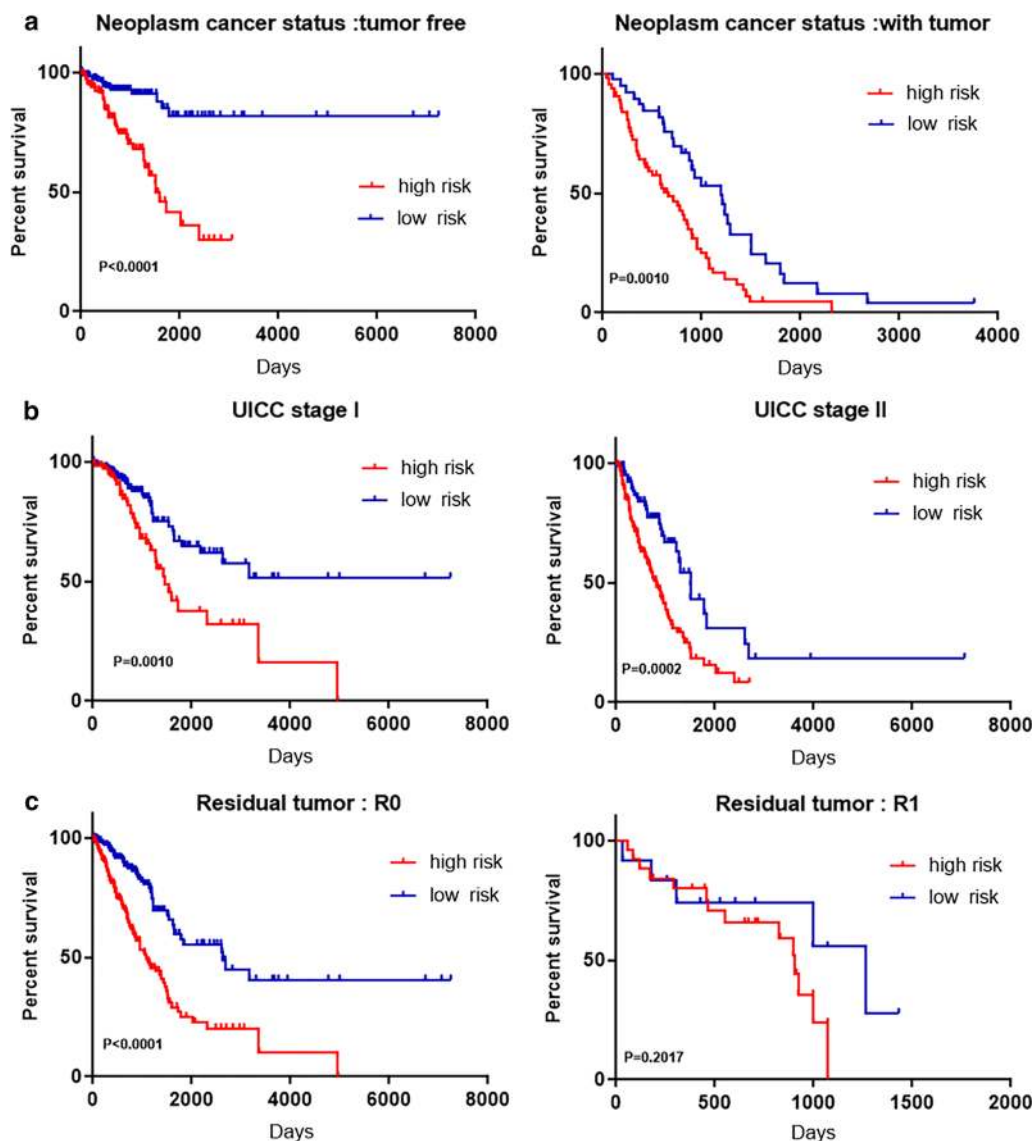 a
Neoplasm cancer status :tumor free
Percent survival
100
50
0
high risk
low risk
P<0.0001
0 2000 4000 6000 8000
Days
Neoplasm cancer status :with tumor
Percent survival
100
50
0
high risk
low risk
P=0.0010
0 1000 2000 3000 4000
Days
b
UICC stage I
Percent survival
100
50
0
high risk
low risk
P=0.0010
0 2000 4000 6000 8000
Days
UICC stage II
Percent survival
100
50
0
high risk
low risk
P=0.0002
0 2000 4000 6000 8000
Days
c
Residual tumor : R0
Percent survival
100
50
0
high risk
low risk
P<0.0001
0 2000 4000 6000 8000
Days
Residual tumor : R1
Percent survival
100
50
0
high risk
low risk
P=0.2017
0 500 1000 1500 2000
Days